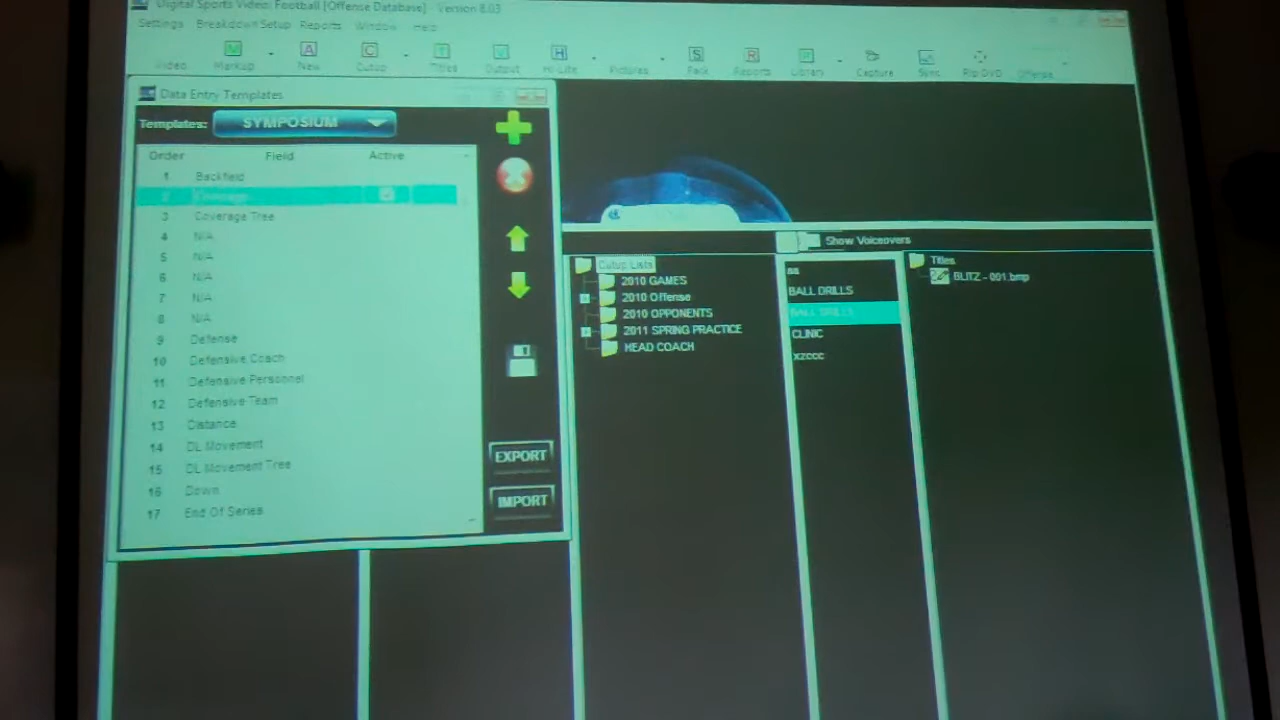 Digital Sports Video: Football [Offense Database] - Version 8.03
Settings Breakdown Setup Reports Window Help
Video Markup New Cutup Titles Output Hi-Lite Pictures Pack Reports Library Capture Sync Rip DVD Offense
Data Entry Templates
Templates: SYMPOSIUM
Order Field Active
1 Backfield
2 Coverage
3 Coverage Tree
4 N/A
5 N/A
6 N/A
7 N/A
8 N/A
9 Defense
10 Defensive Coach
11 Defensive Personnel
12 Defensive Team
13 Distance
14 DL Movement
15 DL Movement Tree
16 Down
17 End Of Series
EXPORT
IMPORT
Cutup Lists
2010 GAMES
2010 Offense
2010 OPPONENTS
2011 SPRING PRACTICE
HEAD COACH
Show Voiceovers
BALL DRILLS
BALL DRILLS
CLINIC
xzccc
Titles
BLITZ - 001.bmp